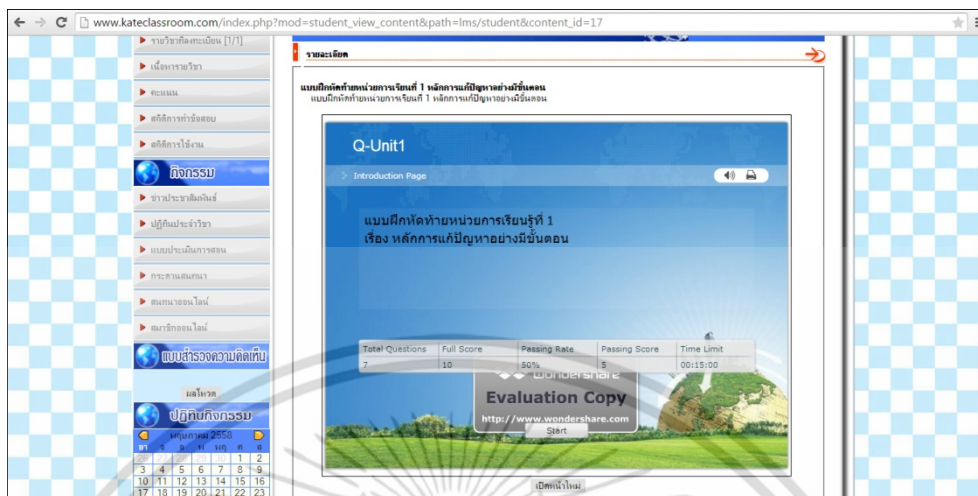 www.kateclassroom.com/index.php?mod=student_view_content&path=lms/student&content_id=17
รายวิชาที่ลงทะเบียน [1/1]
เนื้อหารายวิชา
คะแนน
สถิติการทำข้อสอบ
สถิติการใช้งาน
กิจกรรม
ข่าวประชาสัมพันธ์
ปฏิทินประจำวิชา
แบบประเมินการสอน
กระดานสนทนา
สนทนาออนไลน์
สมาชิกออนไลน์
แบบสำรวจความคิดเห็น
ผลโหวต
ปฏิทินกิจกรรม
พฤษภาคม 2558
อา จ อ พ พฤ ศ ส
1 2
3 4 5 6 7 8 9
10 11 12 13 14 15 16
17 18 19 20 21 22 23
รายละเอียด
แบบฝึกหัดท้ายหน่วยการเรียนที่ 1 หลักการแก้ปัญหาอย่างมีขั้นตอน
แบบฝึกหัดท้ายหน่วยการเรียนที่ 1 หลักการแก้ปัญหาอย่างมีขั้นตอน
Q-Unit1
Introduction Page
แบบฝึกหัดท้ายหน่วยการเรียนรู้ที่ 1
เรื่อง หลักการแก้ปัญหาอย่างมีขั้นตอน
Total Questions Full Score Passing Rate Passing Score Time Limit
7 10 50% 5 00:15:00
wondershare
Evaluation Copy
http://www.wondershare.com
Start
เปิดหน้าใหม่